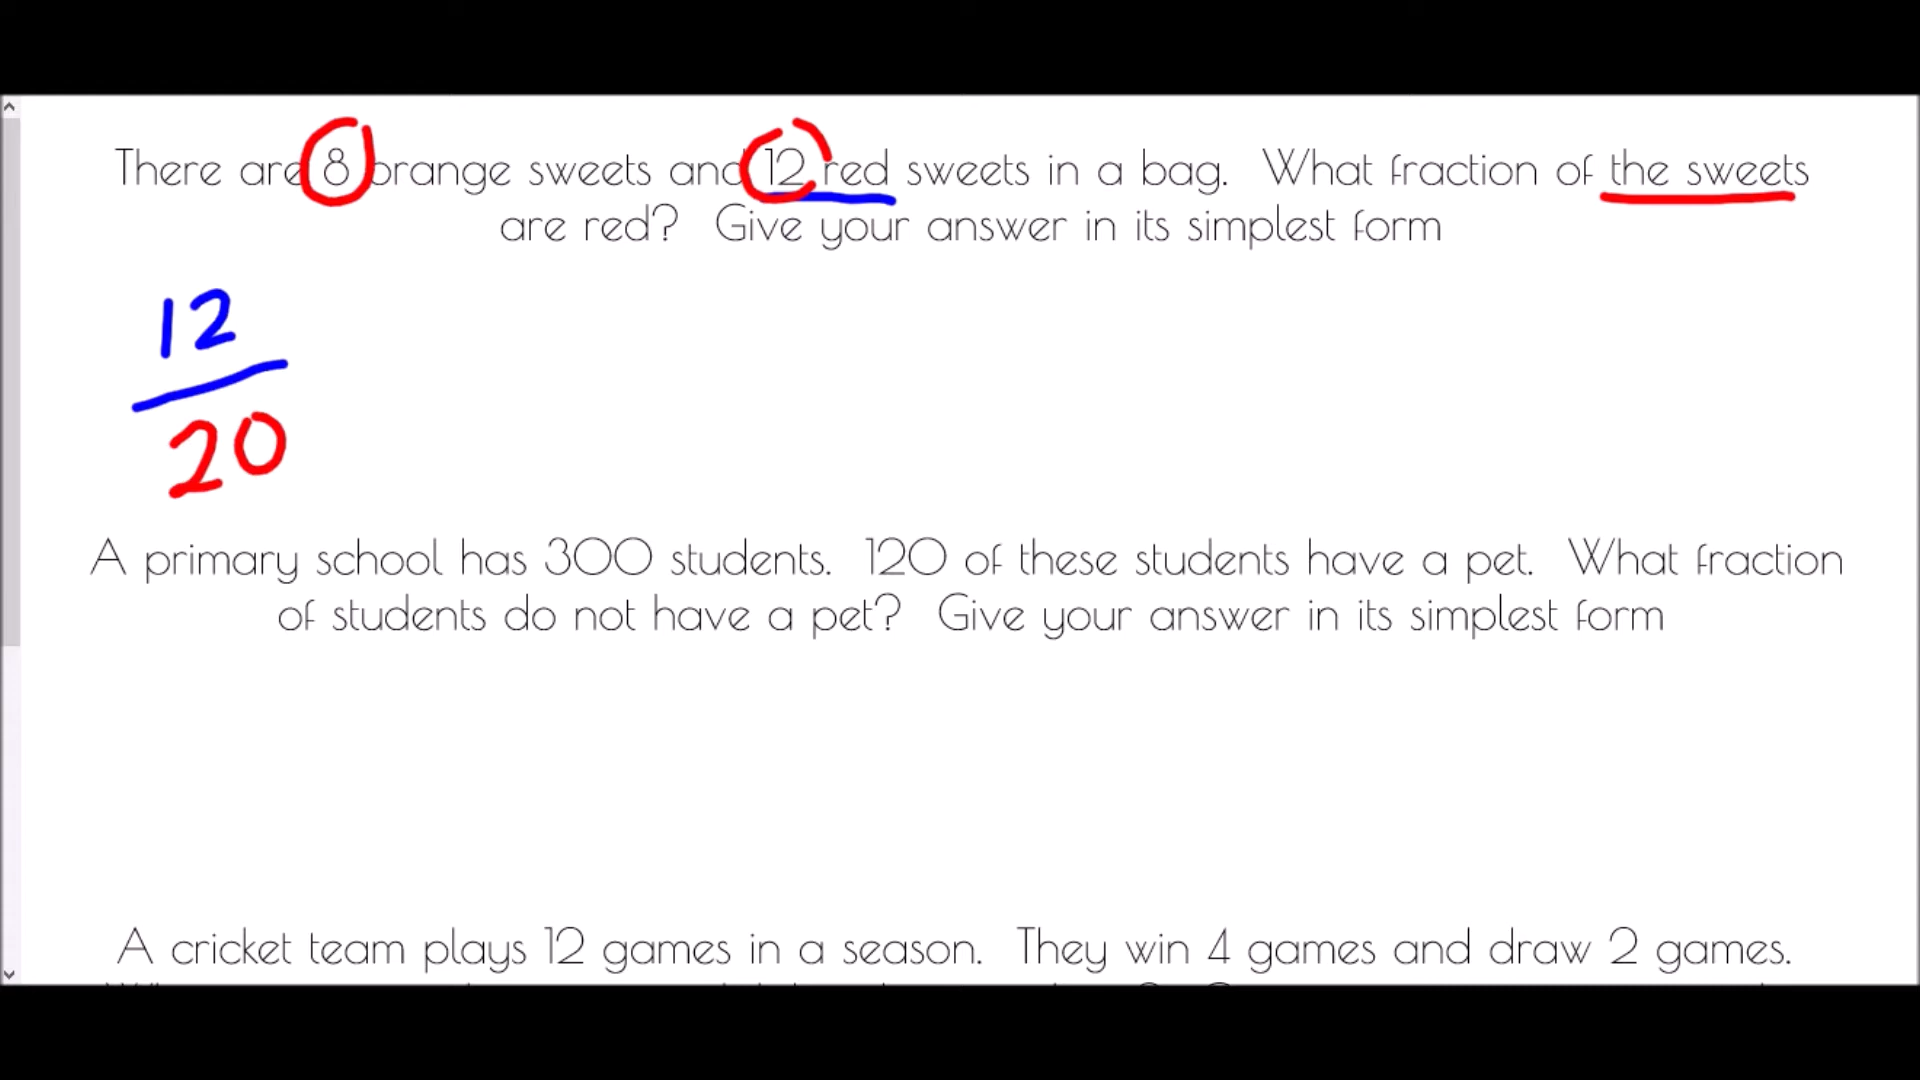 There are 8 orange sweets and 12 red sweets in a bag. What fraction of the sweets
are red? Give your answer in its simplest form
12
20
A primary school has 300 students. 120 of these students have a pet. What fraction
of students do not have a pet? Give your answer in its simplest form
A cricket team plays 12 games in a season. They win 4 games and draw 2 games.